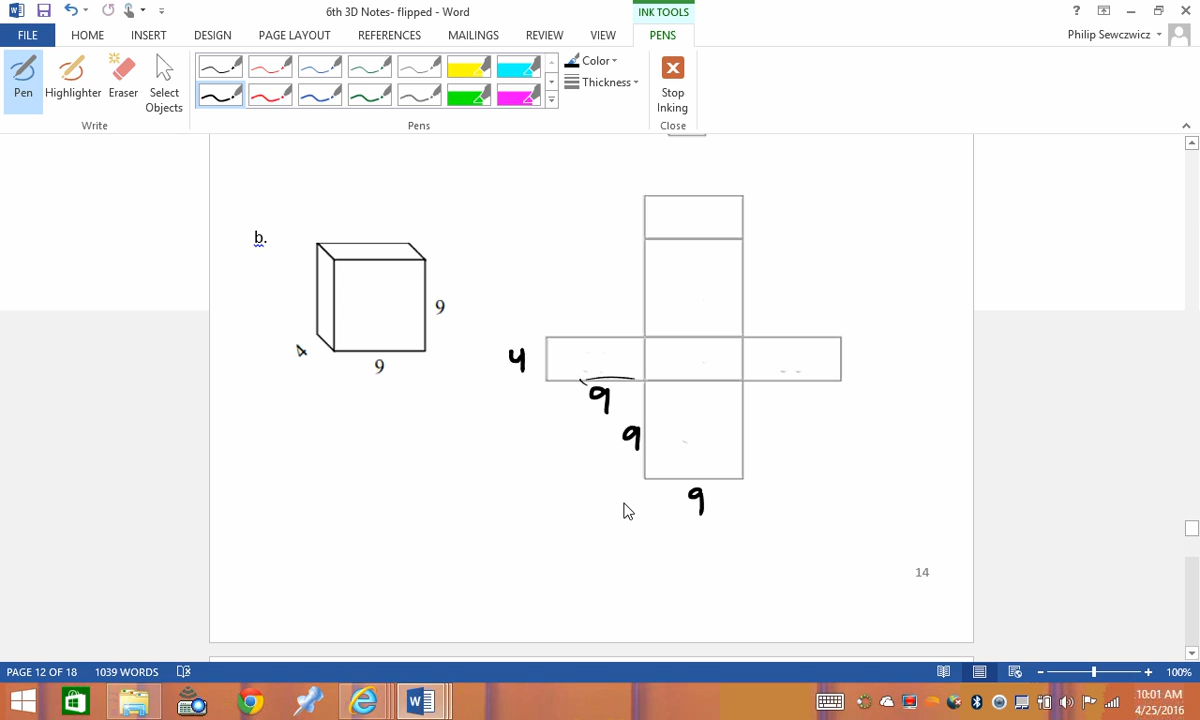 6th 3D Notes- flipped - Word
INK TOOLS
?
FILE
HOME
INSERT
DESIGN
PAGE LAYOUT
REFERENCES
MAILINGS
REVIEW
VIEW
PENS
Philip Sewczwicz
Pen
Highlighter
Eraser
Select
Objects
Color
Thickness
Stop
Inking
Write
Pens
Close
b.
9
4
9
4
9
9
9
14
PAGE 12 OF 18
1039 WORDS
100%
10:01 AM
4/25/2016